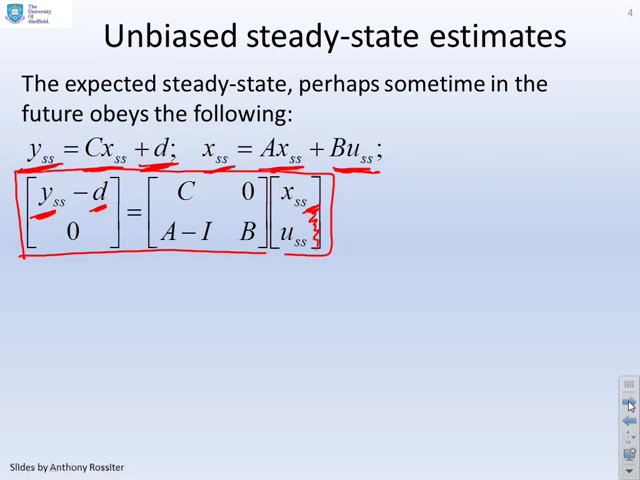 The University Of Sheffield.
4
Unbiased steady-state estimates
The expected steady-state, perhaps sometime in the
future obeys the following:
y_ss = Cx_ss + d; x_ss = Ax_ss + Bu_ss;
[y_ss − d; 0] = [C 0; A − I B][x_ss; u_ss]
Slides by Anthony Rossiter